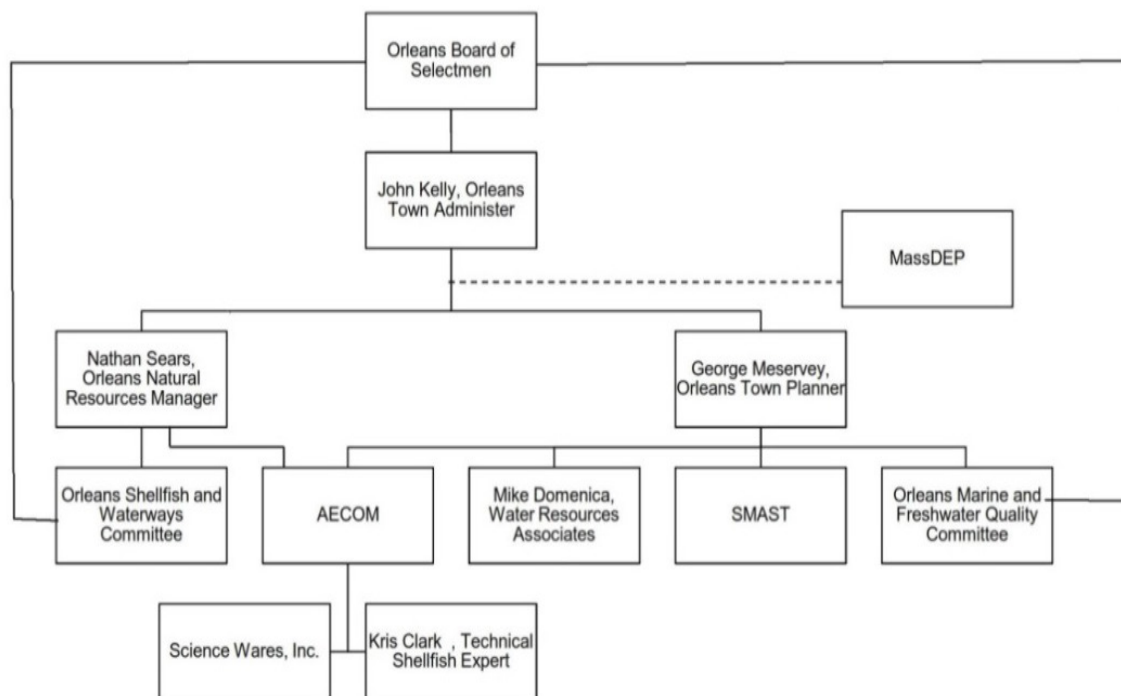 Orleans Board of
Selectmen
John Kelly, Orleans
Town Administer
MassDEP
Nathan Sears,
Orleans Natural
Resources Manager
George Meservey,
Orleans Town Planner
Orleans Shellfish and
Waterways
Committee
AECOM
Mike Domenica,
Water Resources
Associates
SMAST
Orleans Marine and
Freshwater Quality
Committee
Science Wares, Inc.
Kris Clark , Technical
Shellfish Expert